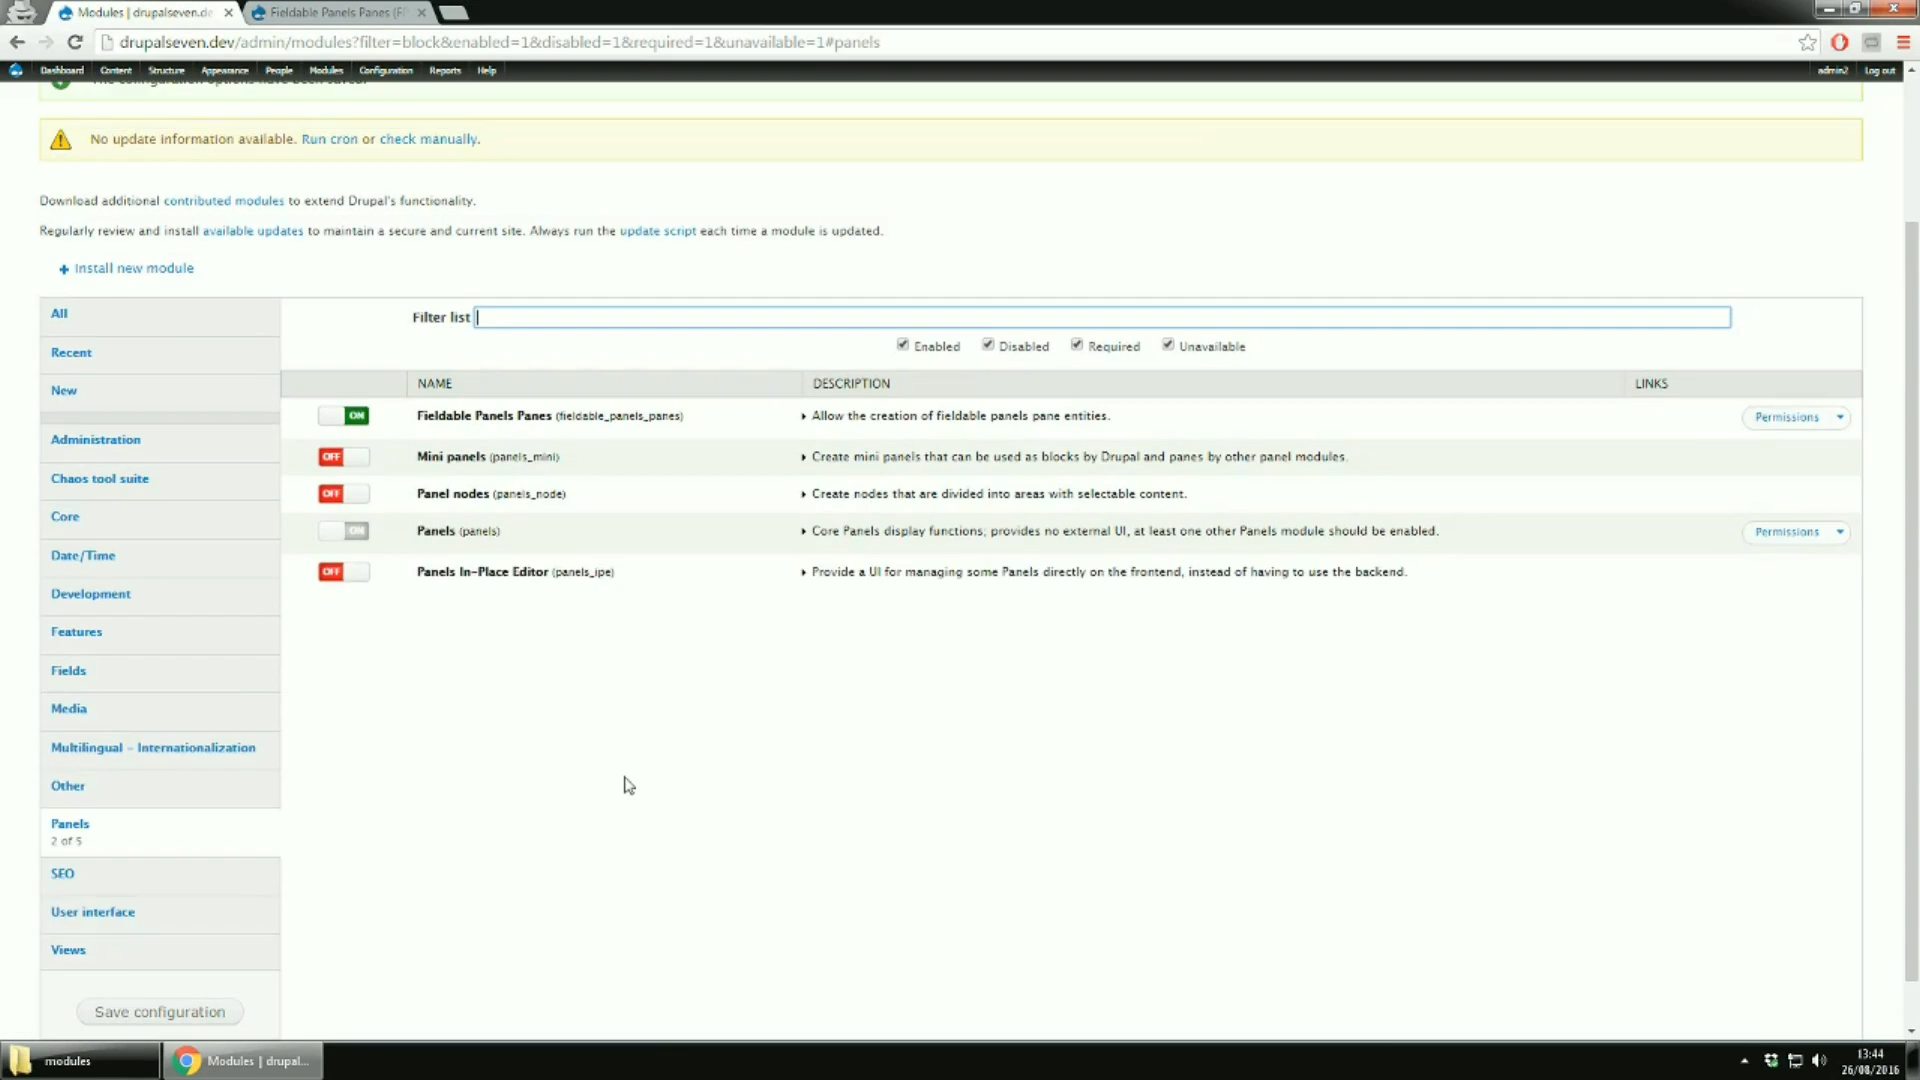 Modules | drupalseven.de
Fieldable Panels Panes (F
drupalseven.dev/admin/modules?filter=block&enabled=1&disabled=1&required=1&unavailable=1#panels
Dashboard Content Structure Appearance People Modules Configuration Reports Help admin2 Log out
The configuration options have been saved.
No update information available. Run cron or check manually.
Download additional contributed modules to extend Drupal's functionality.
Regularly review and install available updates to maintain a secure and current site. Always run the update script each time a module is updated.
+ Install new module
All
Recent
New
Administration
Chaos tool suite
Core
Date/Time
Development
Features
Fields
Media
Multilingual - Internationalization
Other
Panels
2 of 5
SEO
User interface
Views
Save configuration
Filter list
Enabled Disabled Required Unavailable
NAME DESCRIPTION LINKS
ON Fieldable Panels Panes (fieldable_panels_panes) Allow the creation of fieldable panels pane entities. Permissions
OFF Mini panels (panels_mini) Create mini panels that can be used as blocks by Drupal and panes by other panel modules.
OFF Panel nodes (panels_node) Create nodes that are divided into areas with selectable content.
ON Panels (panels) Core Panels display functions; provides no external UI, at least one other Panels module should be enabled. Permissions
OFF Panels In-Place Editor (panels_ipe) Provide a UI for managing some Panels directly on the frontend, instead of having to use the backend.
modules
Modules | drupal...
13:44
26/08/2016